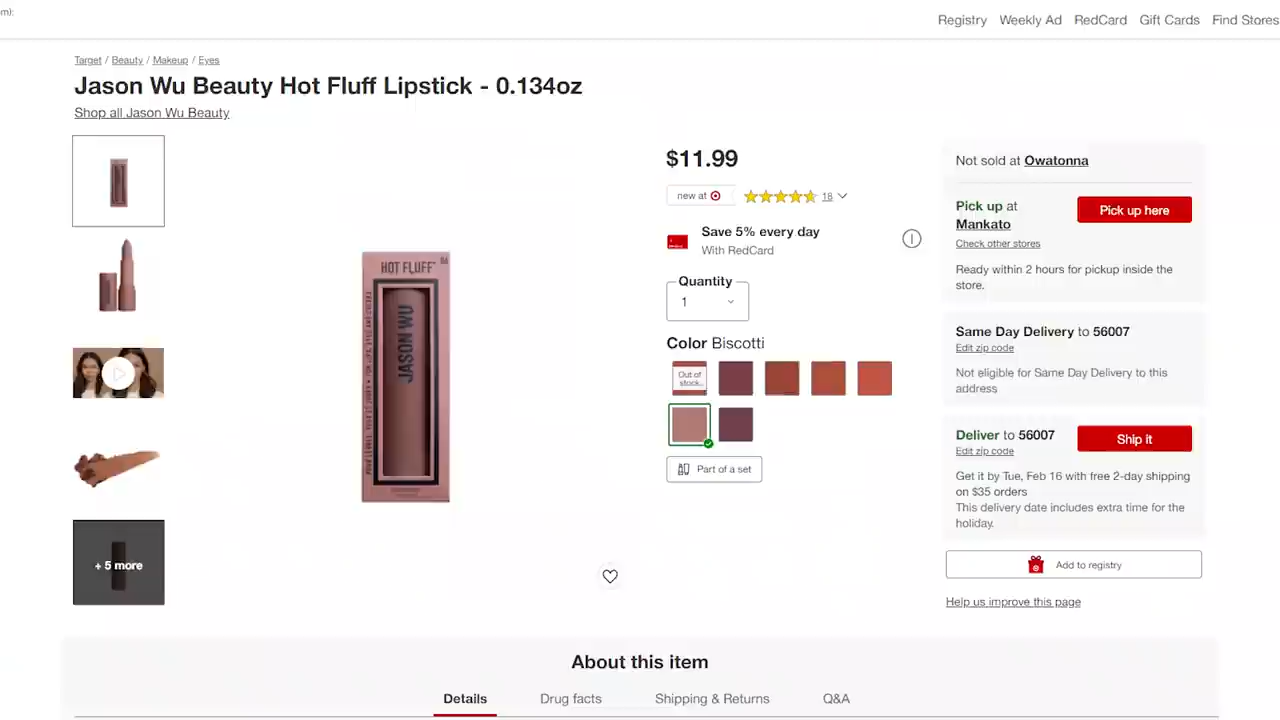 m):
Registry Weekly Ad RedCard Gift Cards Find Stores
Target / Beauty / Makeup / Eyes
Jason Wu Beauty Hot Fluff Lipstick - 0.134oz
Shop all Jason Wu Beauty
+ 5 more
HOT FLUFF
JASON WU
$11.99
new at
18
Save 5% every day
With RedCard
Quantity
1
Color Biscotti
Out of
stock..
Part of a set
Not sold at Owatonna
Pick up at
Mankato
Pick up here
Check other stores
Ready within 2 hours for pickup inside the
store.
Same Day Delivery to 56007
Edit zip code
Not eligible for Same Day Delivery to this
address
Deliver to 56007
Ship it
Edit zip code
Get it by Tue, Feb 16 with free 2-day shipping
on $35 orders
This delivery date includes extra time for the
holiday.
Add to registry
Help us improve this page
About this item
Details Drug facts Shipping & Returns Q&A